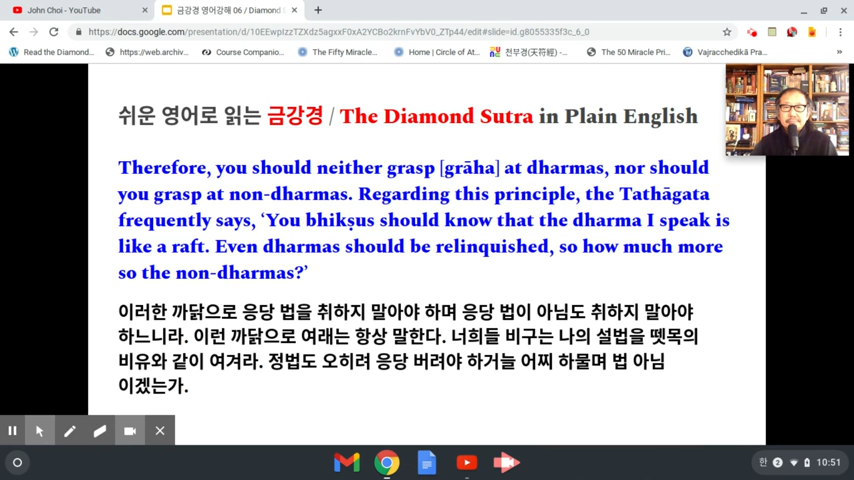 John Choi - YouTube
금강경 영어강해 06 / Diamond S
https://docs.google.com/presentation/d/10EEwpIzzTZXdz5agxxF0xA2YCBo2krnFvYbV0_ZTp44/edit#slide=id.g8055335f3c_6_0
Read the Diamond...
https://web.archiv...
Course Companio...
The Fifty Miracle...
Home | Circle of At...
천부경(天符經) -...
The 50 Miracle Pri...
Vajracchedikā Pra...
쉬운 영어로 읽는 금강경 / The Diamond Sutra in Plain English
Therefore, you should neither grasp [grāha] at dharmas, nor should
you grasp at non-dharmas. Regarding this principle, the Tathāgata
frequently says, ‘You bhikṣus should know that the dharma I speak is
like a raft. Even dharmas should be relinquished, so how much more
so the non-dharmas?’
이러한 까닭으로 응당 법을 취하지 말아야 하며 응당 법이 아님도 취하지 말아야
하느니라. 이런 까닭으로 여래는 항상 말한다. 너희들 비구는 나의 설법을 뗏목의
비유와 같이 여겨라. 정법도 오히려 응당 버려야 하거늘 어찌 하물며 법 아님
이겠는가.
한 2 10:51